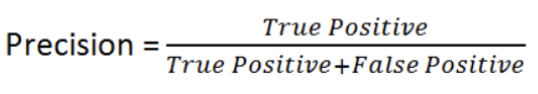 True Positive
Precision =
True Positive+False Positive